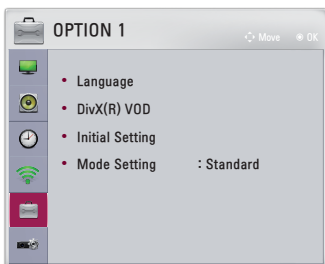 OPTION 1
Move OK
• Language
• DivX(R) VOD
• Initial Setting
• Mode Setting : Standard